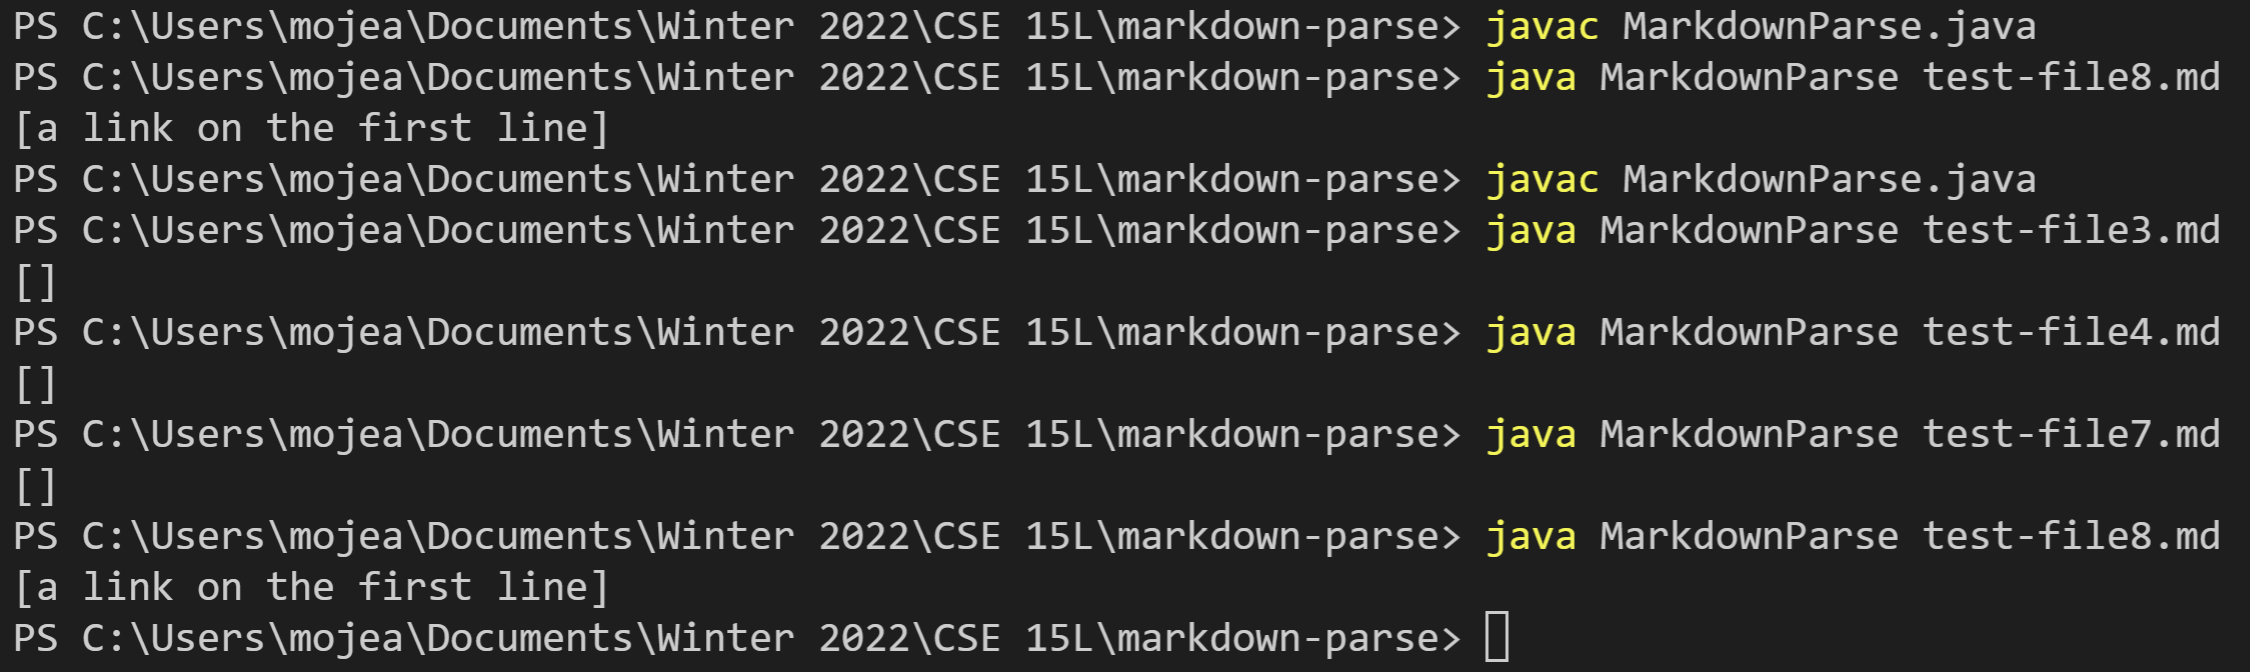 PS C:\Users\mojea\Documents\Winter 2022\CSE 15L\markdown-parse> javac MarkdownParse.java
PS C:\Users\mojea\Documents\Winter 2022\CSE 15L\markdown-parse> java MarkdownParse test-file8.md
[a link on the first line]
PS C:\Users\mojea\Documents\Winter 2022\CSE 15L\markdown-parse> javac MarkdownParse.java
PS C:\Users\mojea\Documents\Winter 2022\CSE 15L\markdown-parse> java MarkdownParse test-file3.md
[]
PS C:\Users\mojea\Documents\Winter 2022\CSE 15L\markdown-parse> java MarkdownParse test-file4.md
[]
PS C:\Users\mojea\Documents\Winter 2022\CSE 15L\markdown-parse> java MarkdownParse test-file7.md
[]
PS C:\Users\mojea\Documents\Winter 2022\CSE 15L\markdown-parse> java MarkdownParse test-file8.md
[a link on the first line]
PS C:\Users\mojea\Documents\Winter 2022\CSE 15L\markdown-parse>